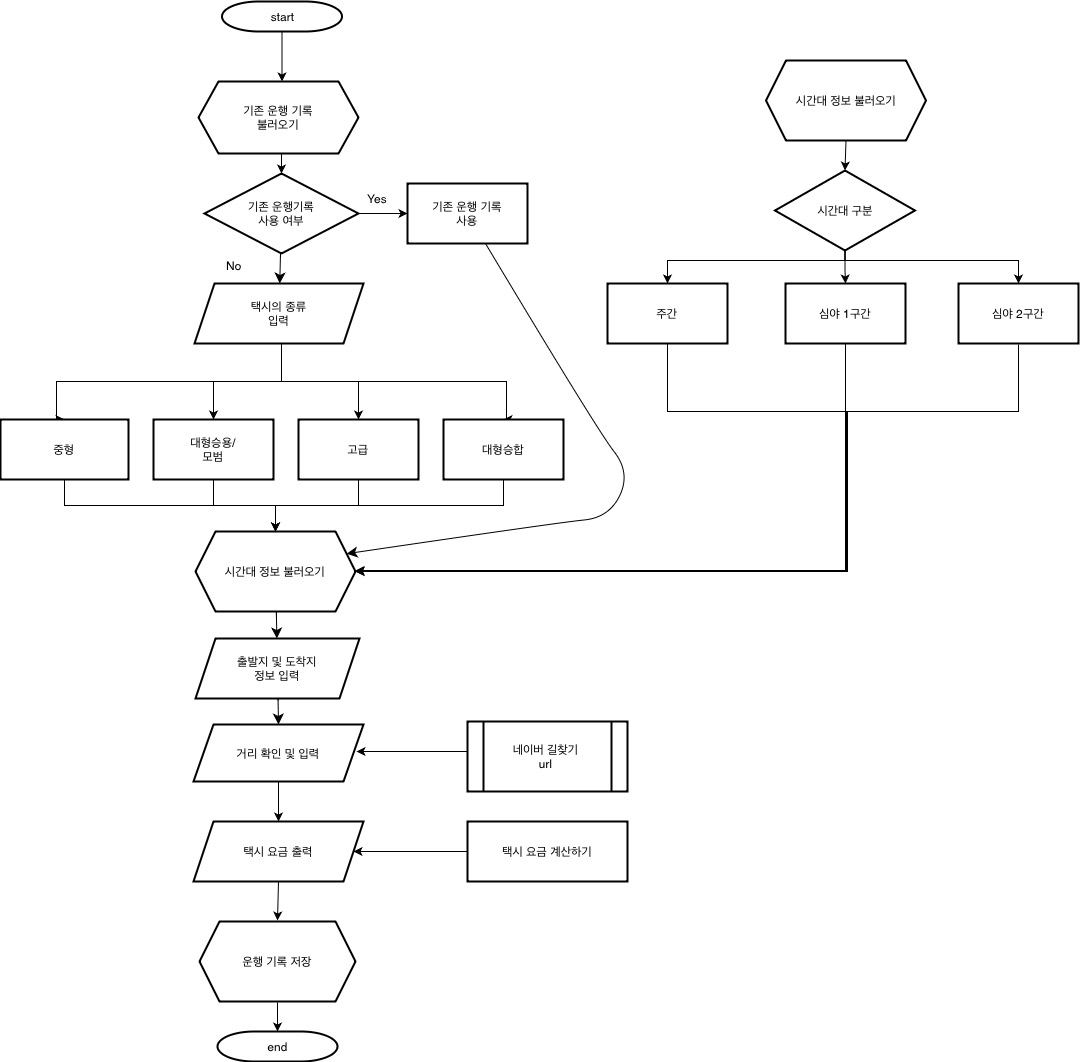 start
기존 운행 기록
불러오기
기존 운행기록
사용 여부
Yes
기존 운행 기록
사용
No
택시의 종류
입력
중형
대형승용/
모범
고급
대형승합
시간대 정보 불러오기
시간대 구분
주간
심야 1구간
심야 2구간
시간대 정보 불러오기
출발지 및 도착지
정보 입력
거리 확인 및 입력
네이버 길찾기
url
택시 요금 출력
택시 요금 계산하기
운행 기록 저장
end